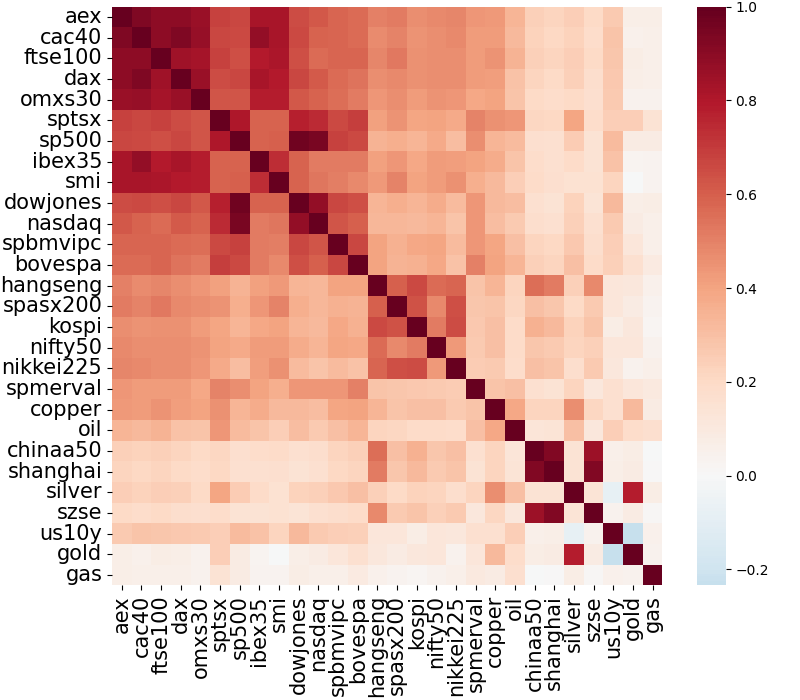 aex
cac40
ftse100
dax
omxs30
sptsx
sp500
ibex35
smi
dowjones
nasdaq
spbmvipc
bovespa
hangseng
spasx200
kospi
nifty50
nikkei225
spmerval
copper
oil
chinaa50
shanghai
silver
szse
us10y
gold
gas
aex
cac40
ftse100
dax
omxs30
sptsx
sp500
ibex35
smi
dowjones
nasdaq
spbmvipc
bovespa
hangseng
spasx200
kospi
nifty50
nikkei225
spmerval
copper
oil
chinaa50
shanghai
silver
szse
us10y
gold
gas
1.0
0.8
0.6
0.4
0.2
0.0
−0.2